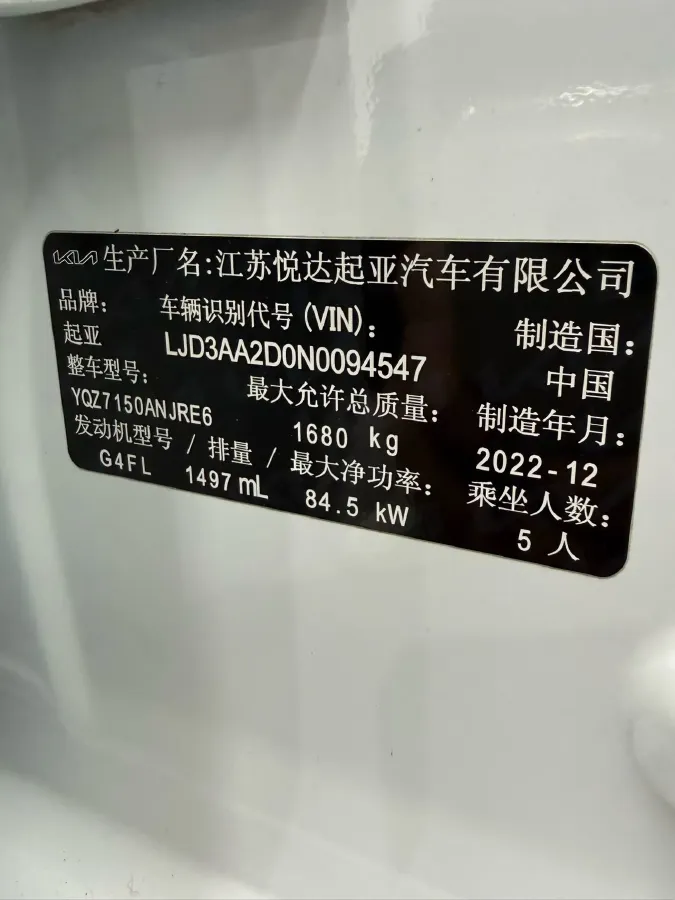 KIA 生产厂名:江苏悦达起亚汽车有限公司
品牌: 车辆识别代号(VIN): 制造国:
起亚 LJD3AA2D0N0094547 中国
整车型号: 最大允许总质量: 制造年月:
YQZ7150ANJRE6 1680 kg 2022-12
发动机型号 / 排量 / 最大净功率: 乘坐人数:
G4FL 1497 mL 84.5 kW 5 人